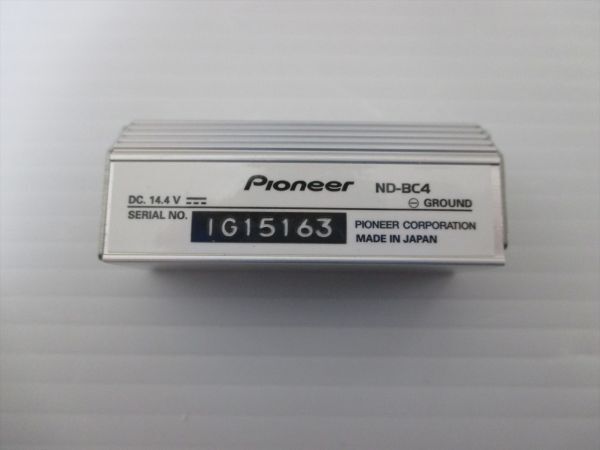 Pioneer ND-BC4
DC. 14.4 V ⎓ ⊖ GROUND
SERIAL NO. IG15163 PIONEER CORPORATION
MADE IN JAPAN